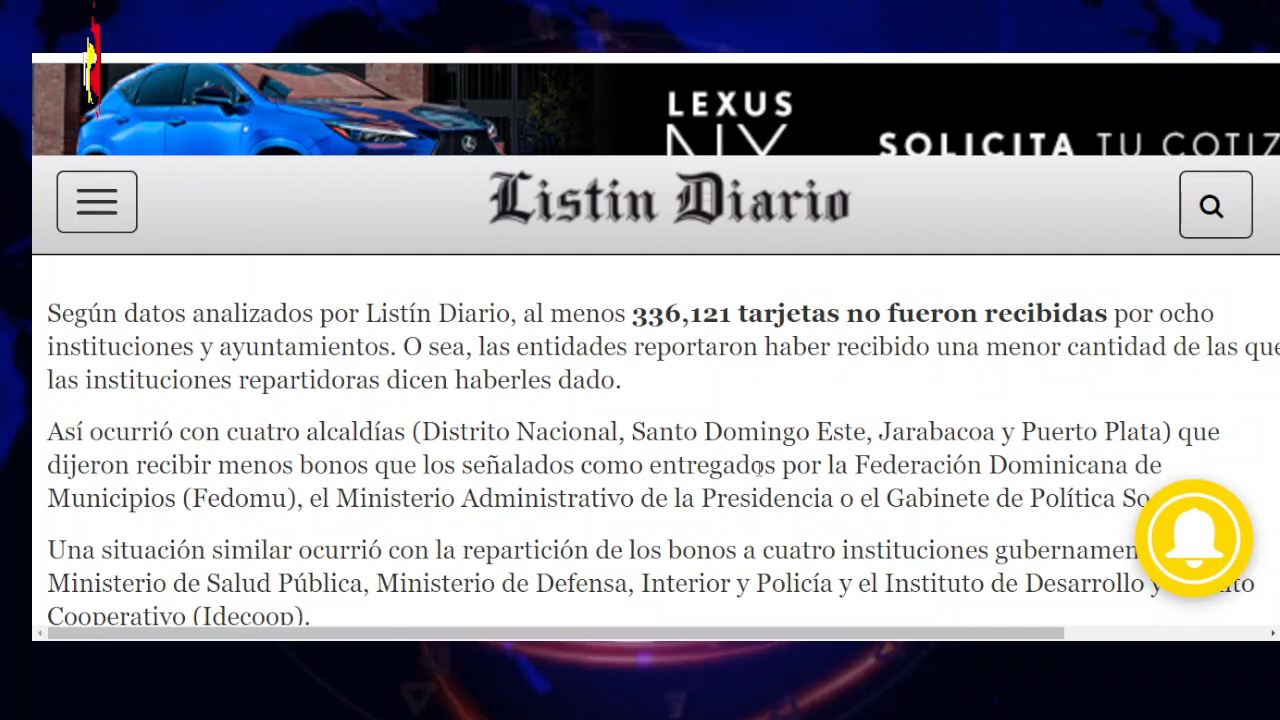 LEXUS
NX
SOLICITA TU COTIZ
Listin Diario
Según datos analizados por Listín Diario, al menos 336,121 tarjetas no fueron recibidas por ocho
instituciones y ayuntamientos. O sea, las entidades reportaron haber recibido una menor cantidad de las que
las instituciones repartidoras dicen haberles dado.
Así ocurrió con cuatro alcaldías (Distrito Nacional, Santo Domingo Este, Jarabacoa y Puerto Plata) que
dijeron recibir menos bonos que los señalados como entregados por la Federación Dominicana de
Municipios (Fedomu), el Ministerio Administrativo de la Presidencia o el Gabinete de Política So
Una situación similar ocurrió con la repartición de los bonos a cuatro instituciones gubernamen
Ministerio de Salud Pública, Ministerio de Defensa, Interior y Policía y el Instituto de Desarrollo y
Cooperativo (Idecoop).